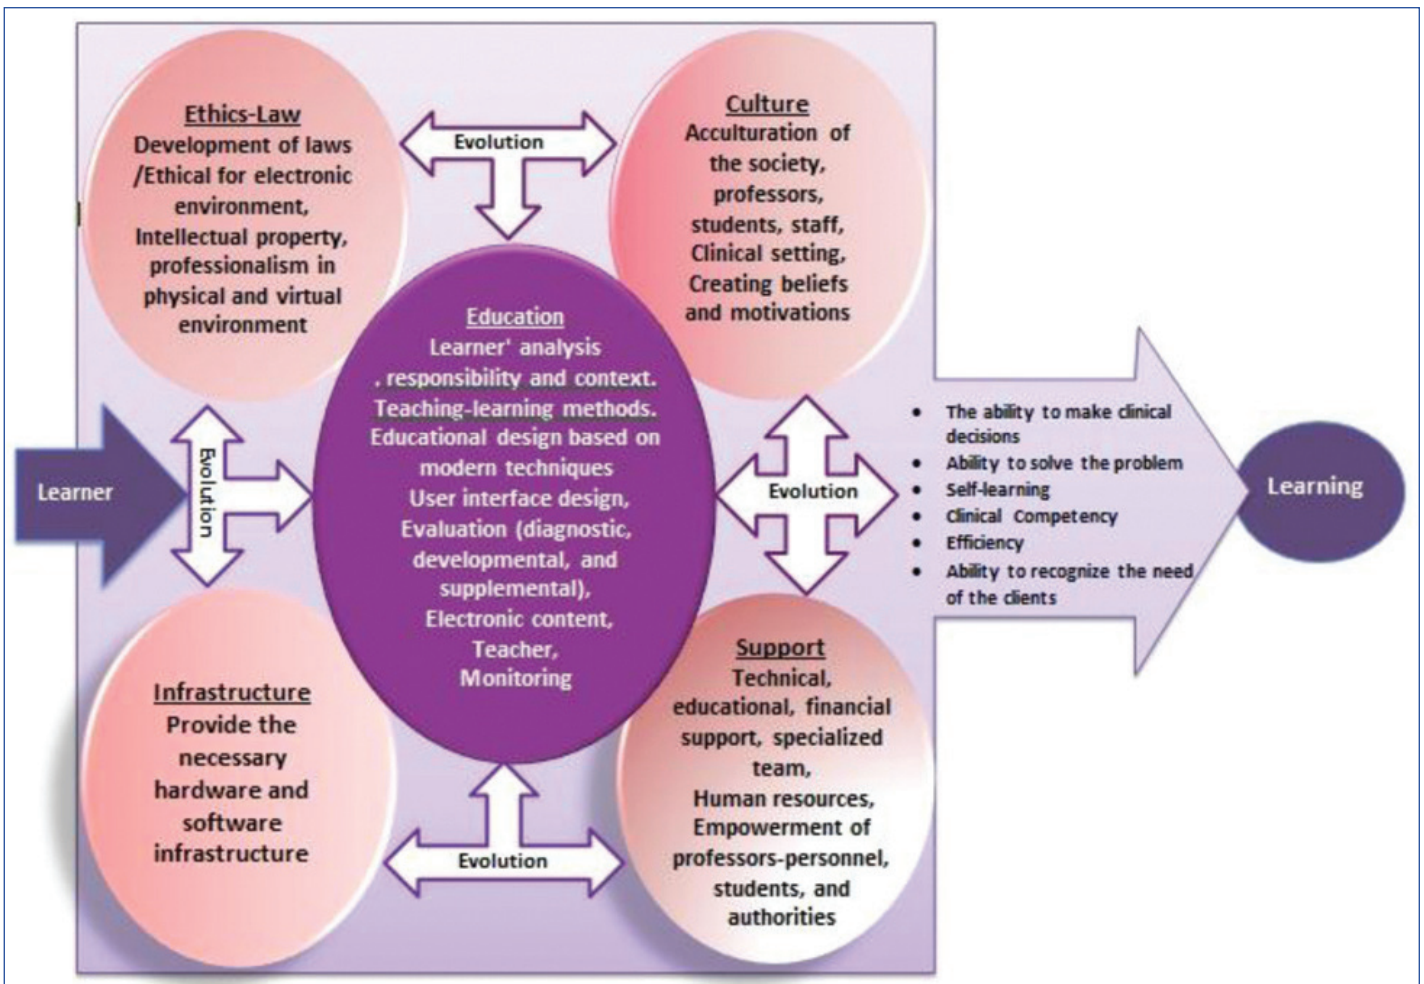 Ethics-Law
Development of laws
/Ethical for electronic
environment,
Intellectual property,
professionalism in
physical and virtual
environment
Evolution
Culture
Acculturation of
the society,
professors,
students, staff,
Clinical setting,
Creating beliefs
and motivations
Learner
Evolution
Education
Learner' analysis
. responsibility and context.
Teaching-learning methods.
Educational design based on
modern techniques
User interface design,
Evaluation (diagnostic,
developmental, and
supplemental),
Electronic content,
Teacher,
Monitoring
Evolution
• The ability to make clinical
decisions
• Ability to solve the problem
• Self-learning
• Clinical Competency
• Efficiency
• Ability to recognize the need
of the clients
Learning
Infrastructure
Provide the
necessary
hardware and
software
infrastructure
Evolution
Support
Technical,
educational, financial
support, specialized
team,
Human resources,
Empowerment of
professors-personnel,
students, and
authorities